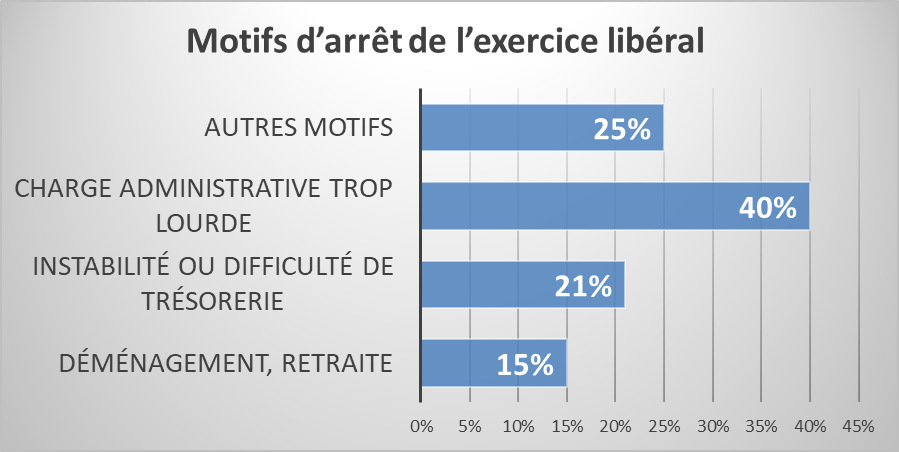 Motifs d’arrêt de l’exercice libéral
AUTRES MOTIFS
25%
CHARGE ADMINISTRATIVE TROP
LOURDE
40%
INSTABILITÉ OU DIFFICULTÉ DE
TRÉSORERIE
21%
DÉMÉNAGEMENT, RETRAITE
15%
0% 5% 10% 15% 20% 25% 30% 35% 40% 45%